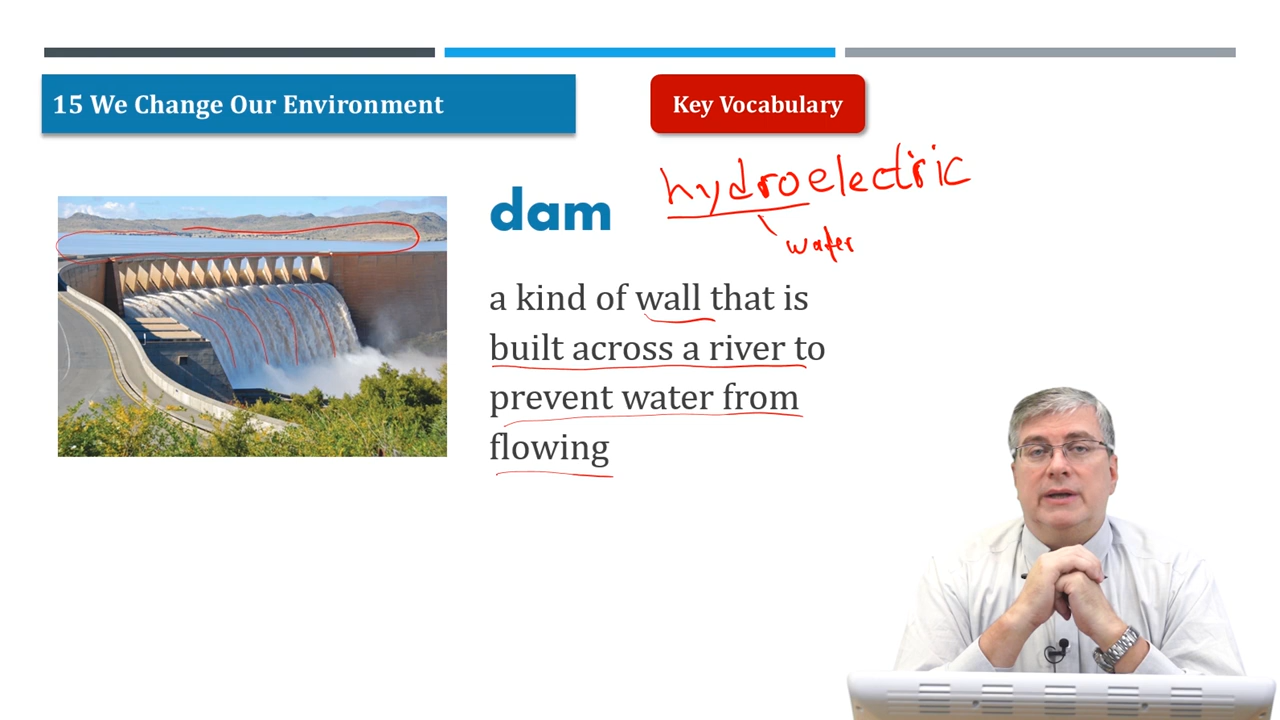 15 We Change Our Environment
Key Vocabulary
hydroelectric
dam
water
a kind of wall that is
built across a river to
prevent water from
flowing